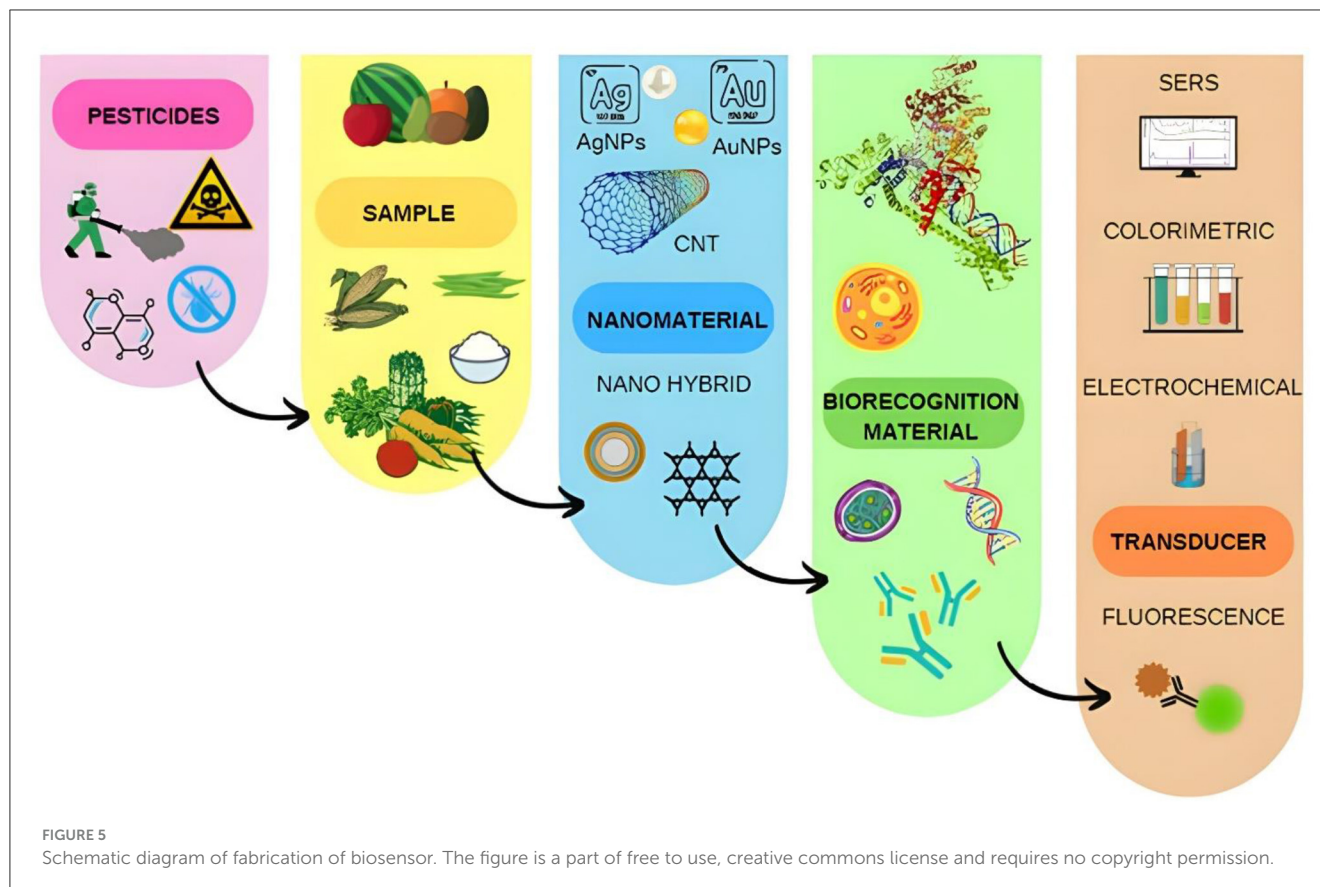 PESTICIDES
SAMPLE
Ag
Au
AgNPs
AuNPs
CNT
NANOMATERIAL
NANO HYBRID
BIORECOGNITION
MATERIAL
SERS
COLORIMETRIC
ELECTROCHEMICAL
TRANSDUCER
FLUORESCENCE
FIGURE 5
Schematic diagram of fabrication of biosensor. The figure is a part of free to use, creative commons license and requires no copyright permission.